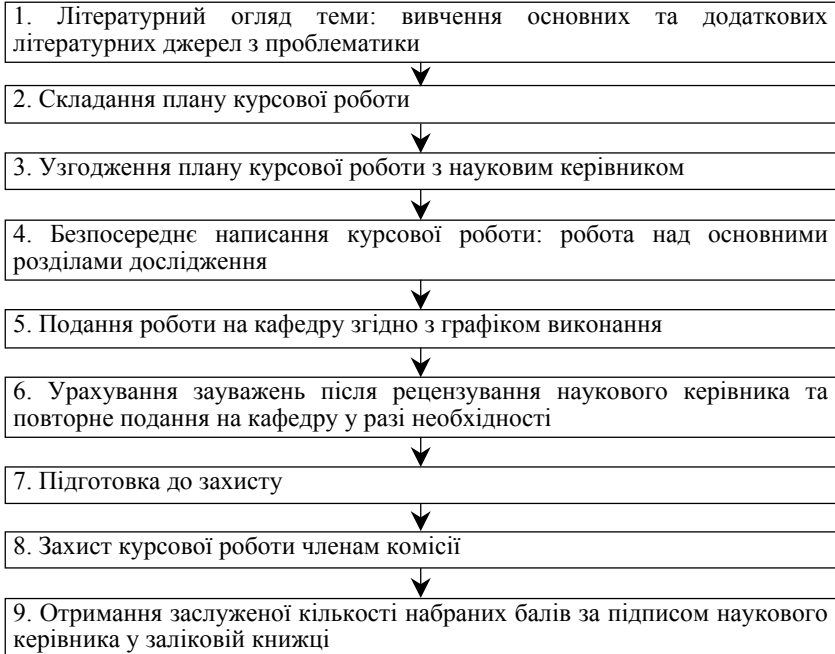 1. Літературний огляд теми: вивчення основних та додаткових
літературних джерел з проблематики
2. Складання плану курсової роботи
3. Узгодження плану курсової роботи з науковим керівником
4. Безпосереднє написання курсової роботи: робота над основними
розділами дослідження
5. Подання роботи на кафедру згідно з графіком виконання
6. Урахування зауважень після рецензування наукового керівника та
повторне подання на кафедру у разі необхідності
7. Підготовка до захисту
8. Захист курсової роботи членам комісії
9. Отримання заслуженої кількості набраних балів за підписом наукового
керівника у заліковій книжці